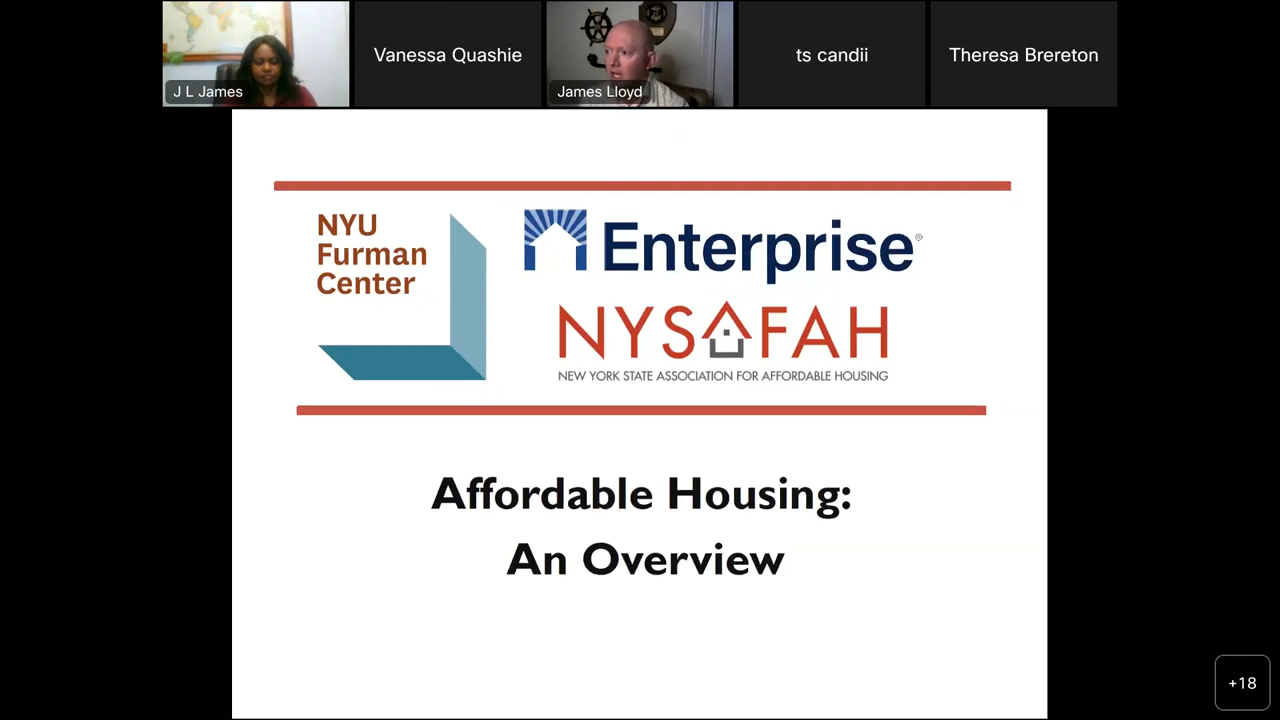 J L James
Vanessa Quashie
James Lloyd
ts candii
Theresa Brereton
NYU
Furman
Center
Enterprise®
NYSAFAH
NEW YORK STATE ASSOCIATION FOR AFFORDABLE HOUSING
Affordable Housing:
An Overview
+18